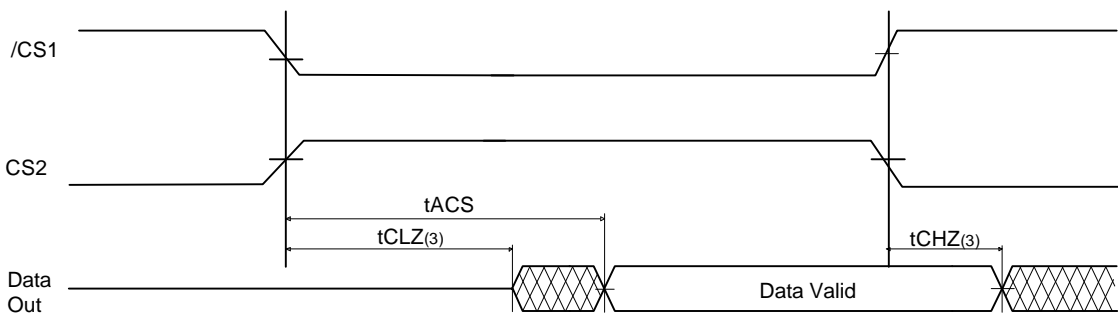 /CS1
CS2
tACS
tCLZ(3)
tCHZ(3)
Data
Out
Data Valid